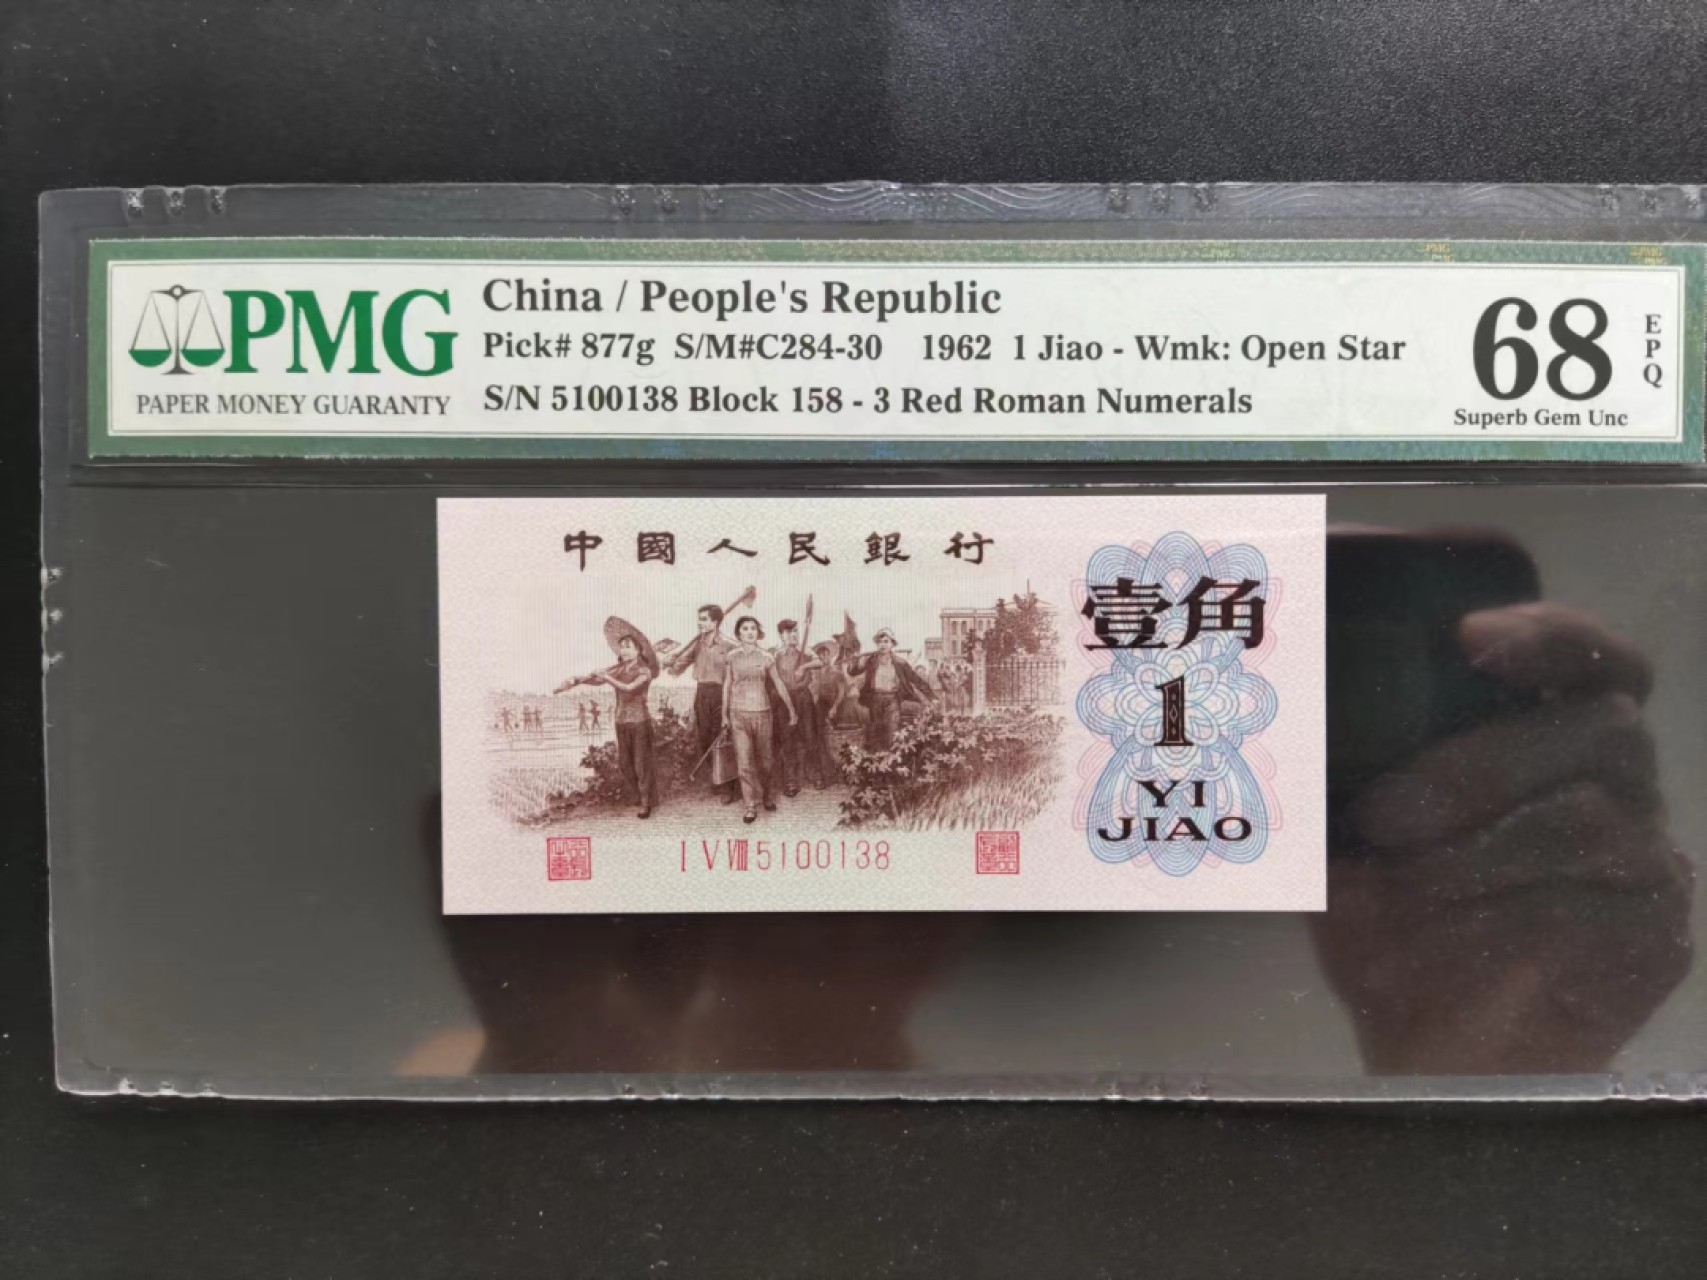 PMG
PAPER MONEY GUARANTY
China / People's Republic
Pick# 877g S/M#C284-30 1962 1 Jiao - Wmk: Open Star
S/N 5100138 Block 158 - 3 Red Roman Numerals
68
EPQ
Superb Gem Unc
中國人民銀行
壹角
1
YI
JIAO
I V VIII 5100138